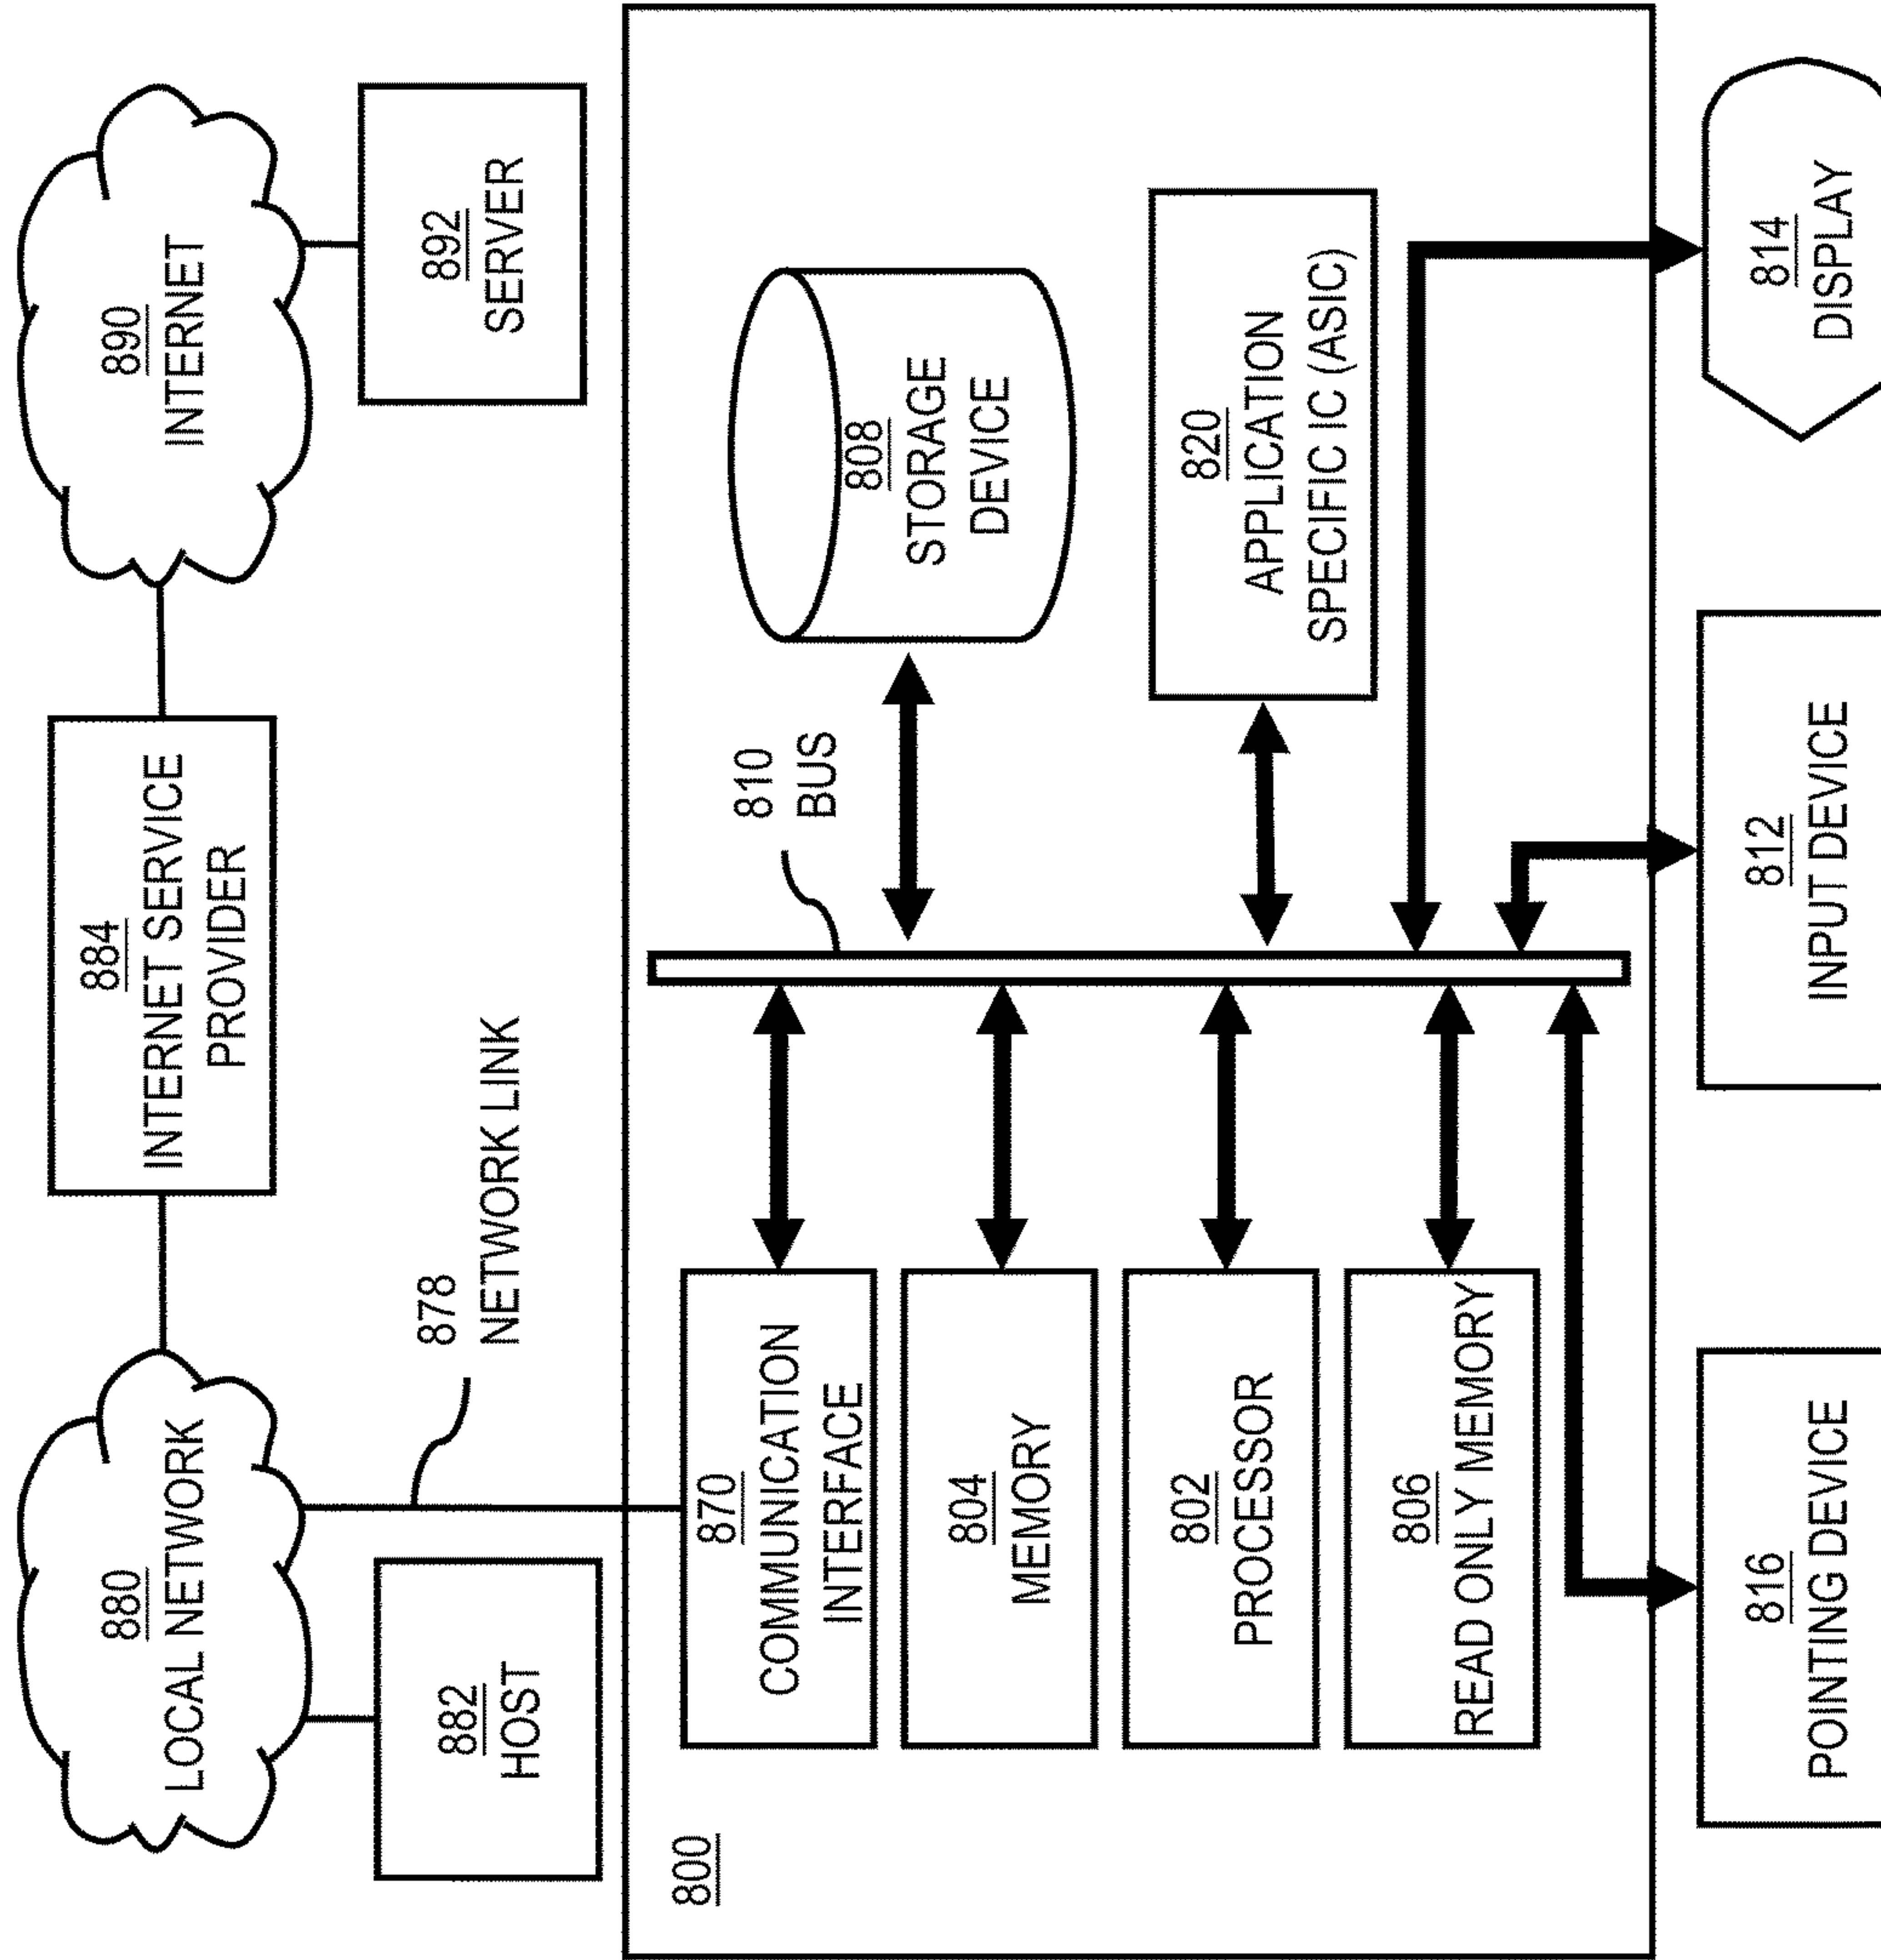 880
LOCAL NETWORK
884
INTERNET SERVICE
PROVIDER
890
INTERNET
882
HOST
878
NETWORK LINK
892
SERVER
800
870
COMMUNICATION
INTERFACE
810
BUS
808
STORAGE
DEVICE
804
MEMORY
802
PROCESSOR
820
APPLICATION
SPECIFIC IC (ASIC)
806
READ ONLY MEMORY
816
POINTING DEVICE
812
INPUT DEVICE
814
DISPLAY